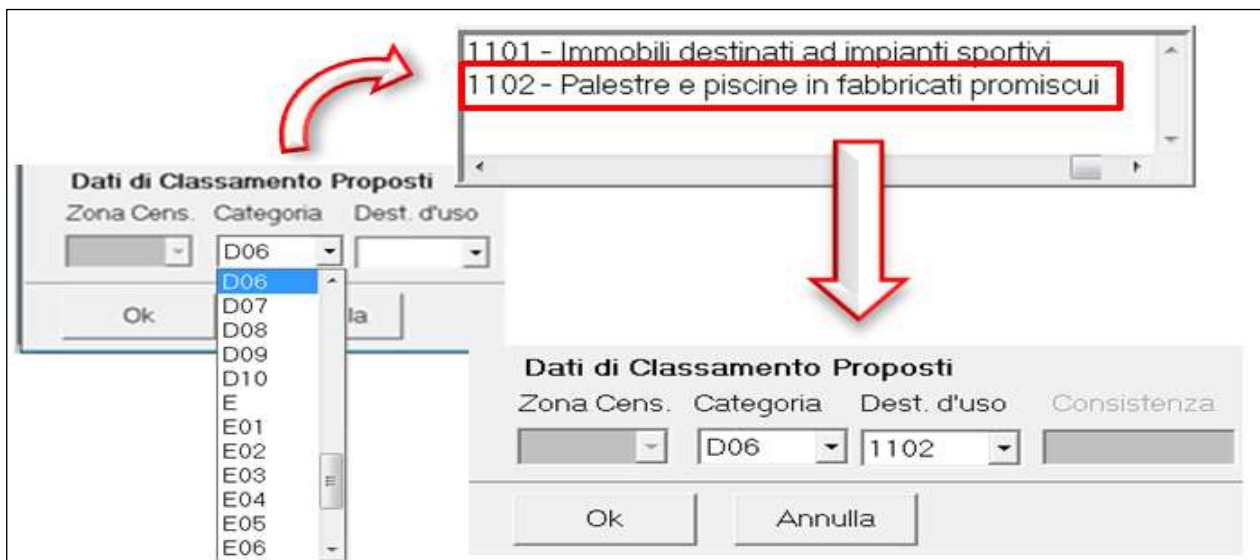 1101 - Immobili destinati ad impianti sportivi
1102 - Palestre e piscine in fabbricati promiscui
Dati di Classamento Proposti
Zona Cens. Categoria Dest. d'uso
D06
D06
D07
Ok la
D08
D09
D10
E
E01
E02
E03
E04
E05
E06
Dati di Classamento Proposti
Zona Cens. Categoria Dest. d'uso Consistenza
D06 1102
Ok Annulla